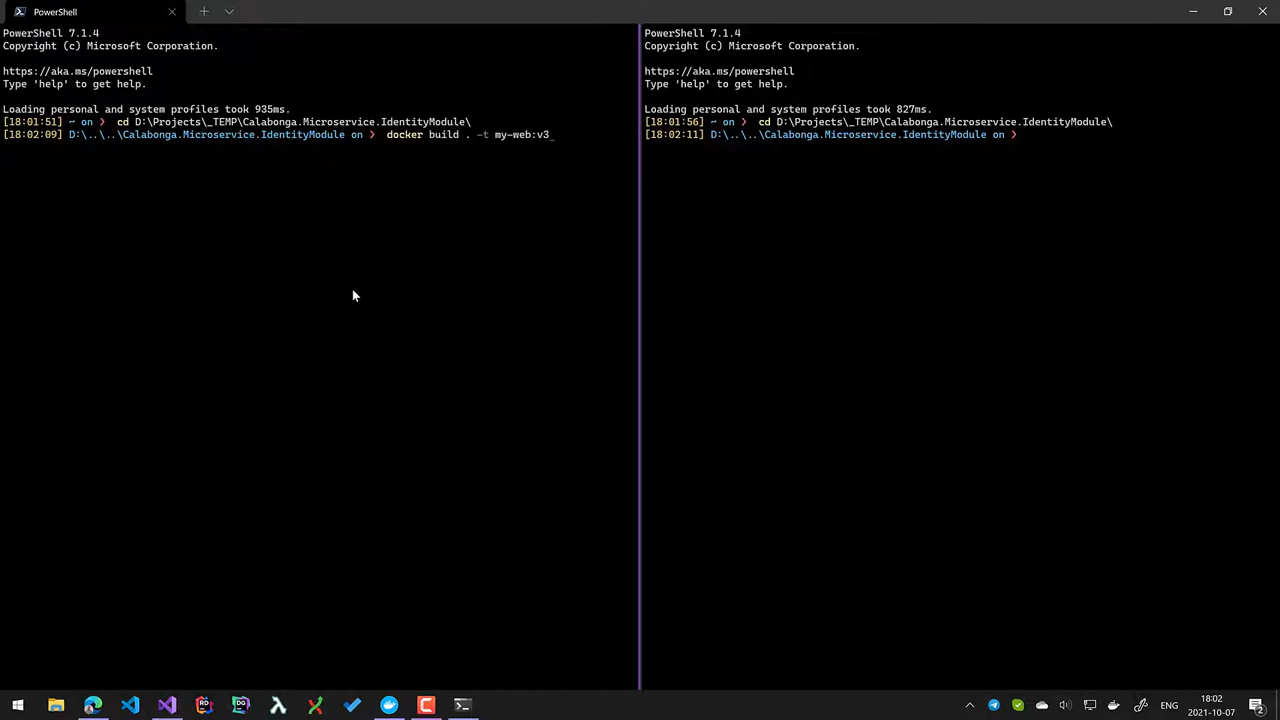 PowerShell
PowerShell 7.1.4
Copyright (c) Microsoft Corporation.
https://aka.ms/powershell
Type 'help' to get help.
Loading personal and system profiles took 935ms.
[18:01:51] ~ on ❯ cd D:\Projects\_TEMP\Calabonga.Microservice.IdentityModule\
[18:02:09] D:\..\..\Calabonga.Microservice.IdentityModule on ❯ docker build . -t my-web:v3_
PowerShell 7.1.4
Copyright (c) Microsoft Corporation.
https://aka.ms/powershell
Type 'help' to get help.
Loading personal and system profiles took 827ms.
[18:01:56] ~ on ❯ cd D:\Projects\_TEMP\Calabonga.Microservice.IdentityModule\
[18:02:11] D:\..\..\Calabonga.Microservice.IdentityModule on ❯
RD
DG
ENG
18:02
2021-10-07
2